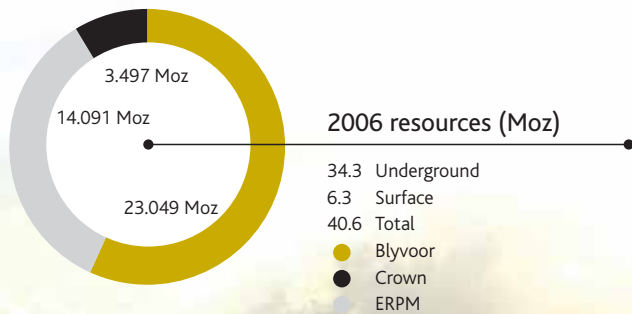 3.497 Moz
14.091 Moz
23.049 Moz
2006 resources (Moz)
34.3 Underground
6.3 Surface
40.6 Total
Blyvoor
Crown
ERPM